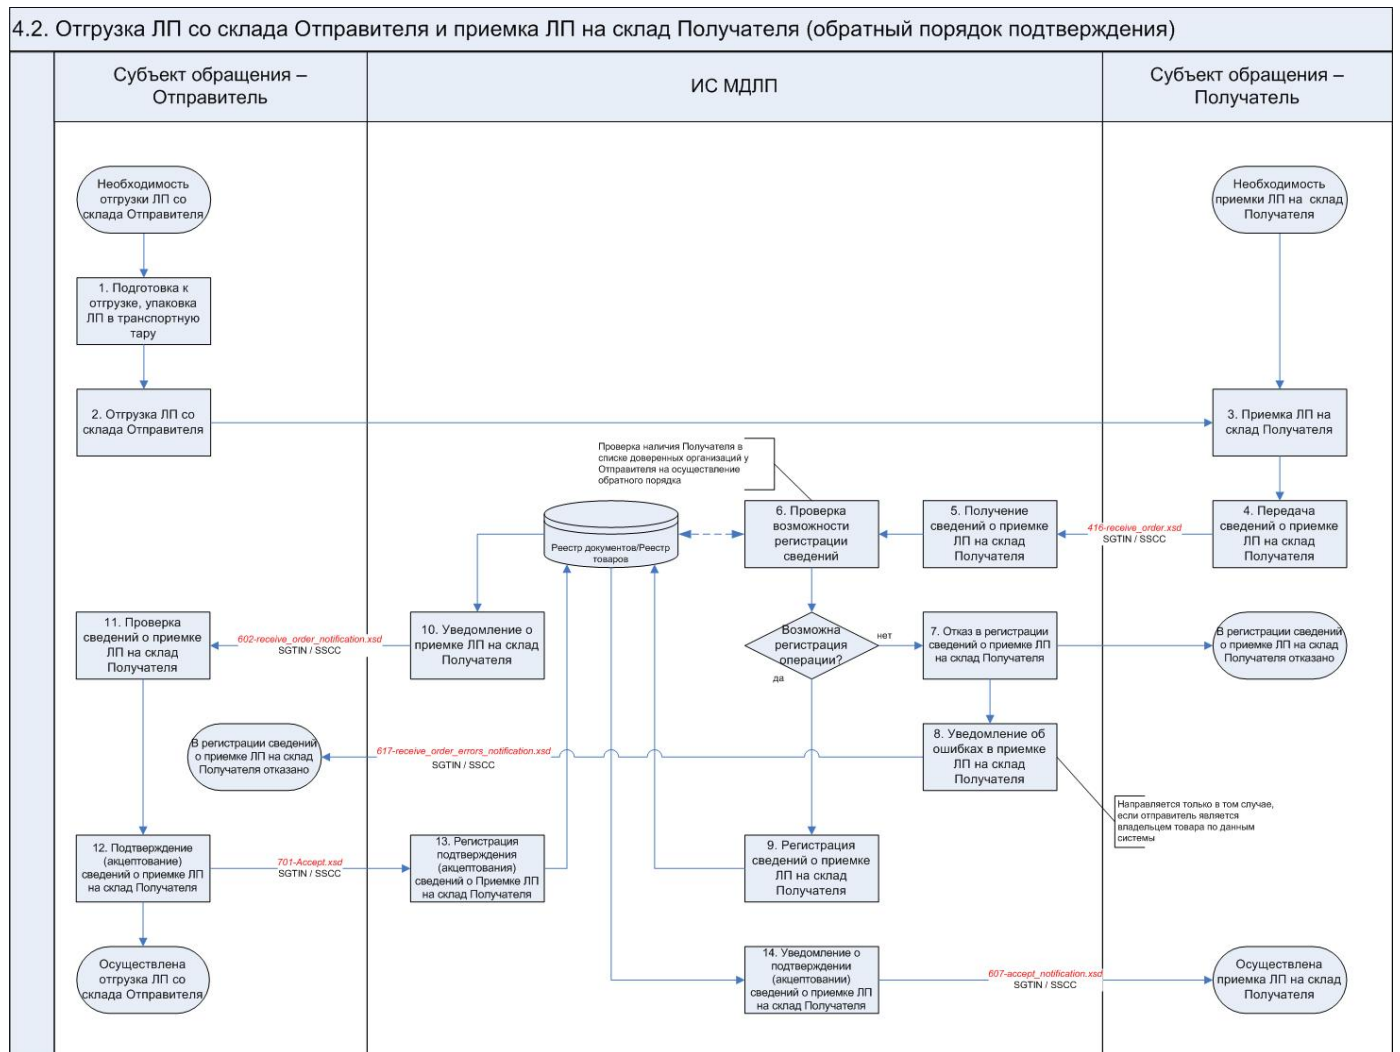 4.2. Отгрузка ЛП со склада Отправителя и приемка ЛП на склад Получателя (обратный порядок подтверждения)
Субъект обращения –
Отправитель
ИС МДЛП
Субъект обращения –
Получатель
Необходимость
отгрузки ЛП со
склада Отправителя
Необходимость
приемки ЛП на склад
Получателя
1. Подготовка к
отгрузке, упаковка
ЛП в транспортную
тару
2. Отгрузка ЛП со
склада Отправителя
3. Приемка ЛП на
склад Получателя
Проверка наличия Получателя в
списке доверенных организаций у
Отправителя на осуществление
обратного порядка
Реестр документов/Реестр
товаров
6. Проверка
возможности
регистрации
сведений
5. Получение
сведений о приемке
ЛП на склад
Получателя
416-receive_order.xsd
SGTIN / SSCC
4. Передача
сведений о приемке
ЛП на склад
Получателя
11. Проверка
сведений о приемке
ЛП на склад
Получателя
602-receive_order_notification.xsd
SGTIN / SSCC
10. Уведомление о
приемке ЛП на склад
Получателя
Возможна
регистрация
операции?
нет
да
7. Отказ в регистрации
сведений о приемке ЛП
на склад Получателя
В регистрации сведений
о приемке ЛП на склад
Получателя отказано
В регистрации сведений
о приемке ЛП на склад
Получателя отказано
617-receive_order_errors_notification.xsd
SGTIN / SSCC
8. Уведомление об
ошибках в приемке
ЛП на склад
Получателя
Направляется только в том случае,
если отправитель является
владельцем товара по данным
системы
12. Подтверждение
(акцептование)
сведений о приемке ЛП
на склад Получателя
701-Accept.xsd
SGTIN / SSCC
13. Регистрация
подтверждения
(акцептования)
сведений о Приемке ЛП
на склад Получателя
9. Регистрация
сведений о приемке
ЛП на склад
Получателя
Осуществлена
отгрузка ЛП со
склада Отправителя
14. Уведомление о
подтверждении
(акцептовании)
сведений о приемке ЛП
на склад Получателя
607-accept_notification.xsd
SGTIN / SSCC
Осуществлена
приемка ЛП на склад
Получателя